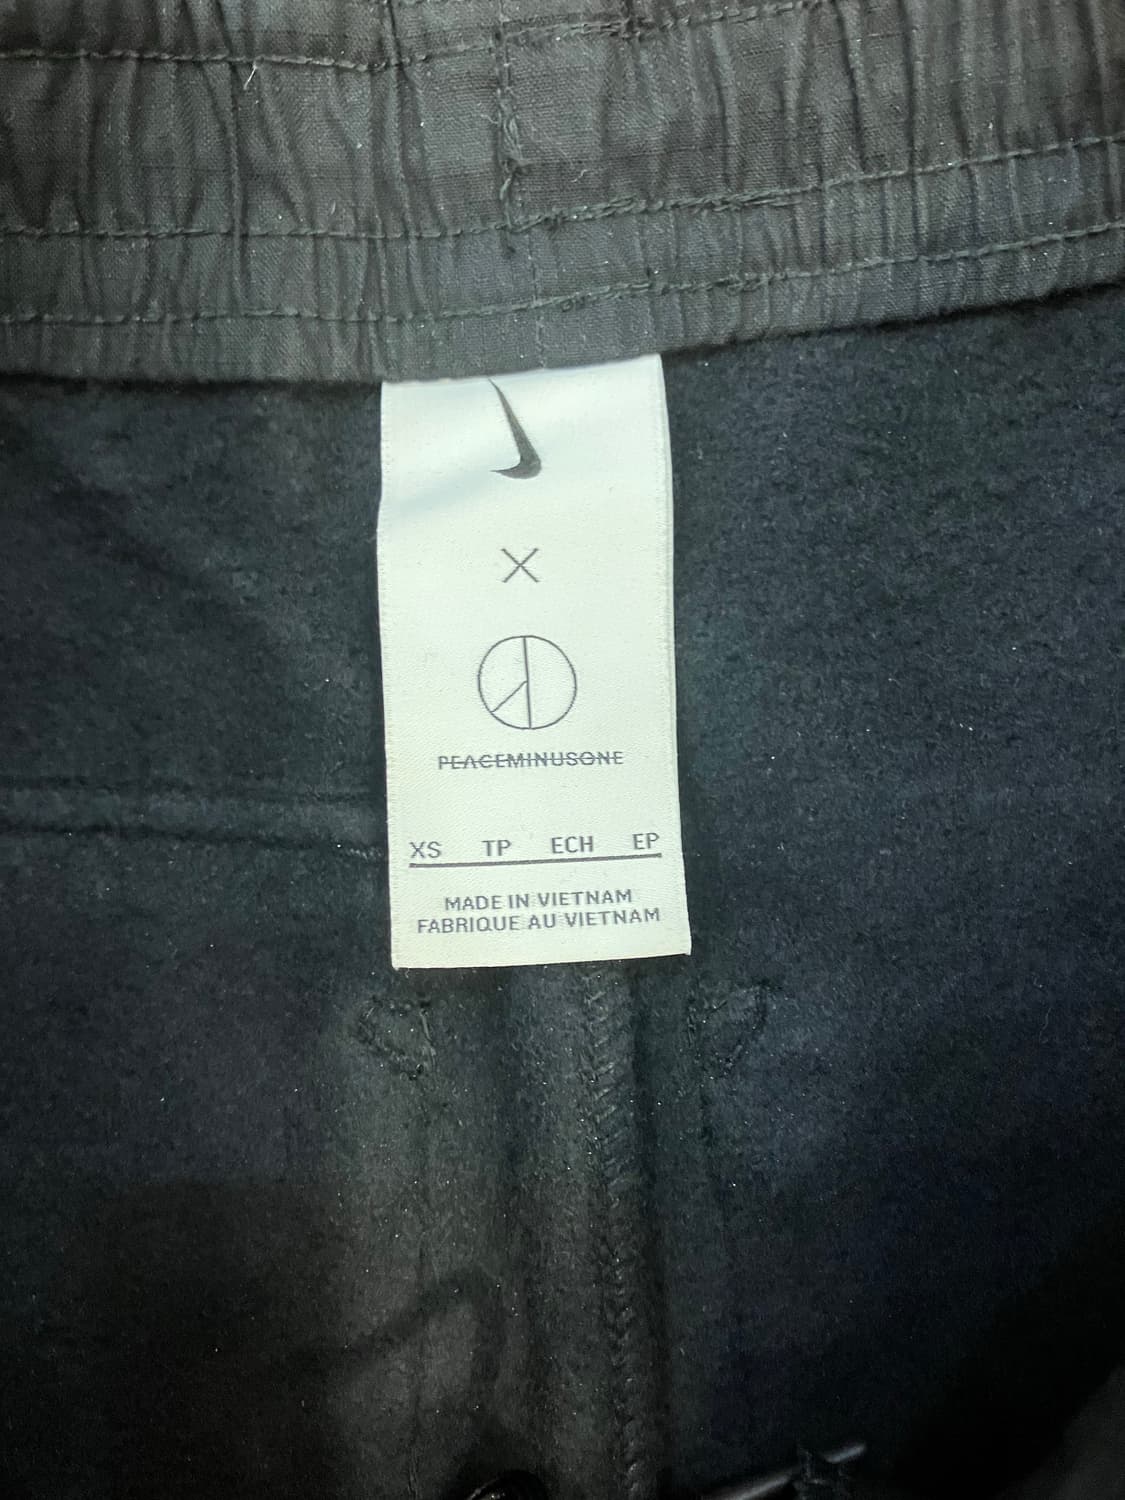 ×
PEACEMINUSONE
XS TP ECH EP
MADE IN VIETNAM
FABRIQUE AU VIETNAM